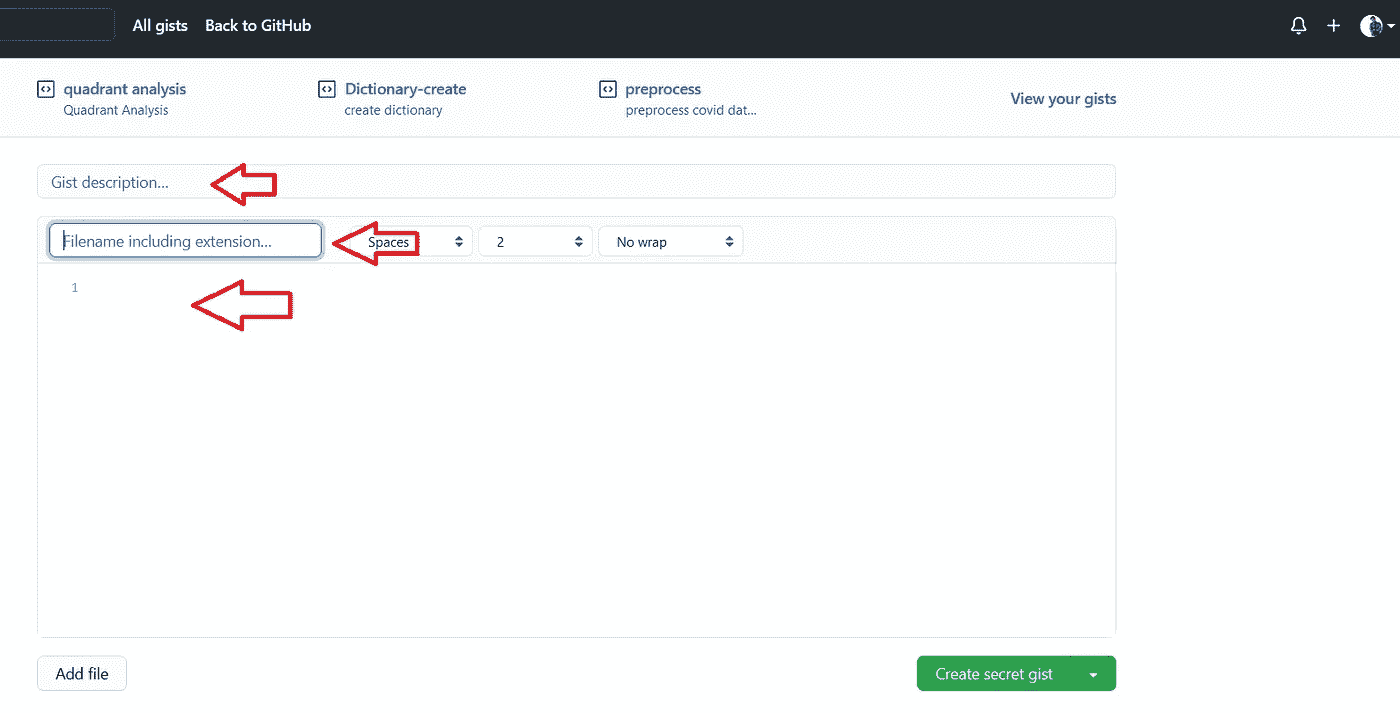 All gists Back to GitHub
quadrant analysis Dictionary-create preprocess
Quadrant Analysis create dictionary preprocess covid dat...
View your gists
Gist description...
Filename including extension... Spaces 2 No wrap
1
Add file Create secret gist